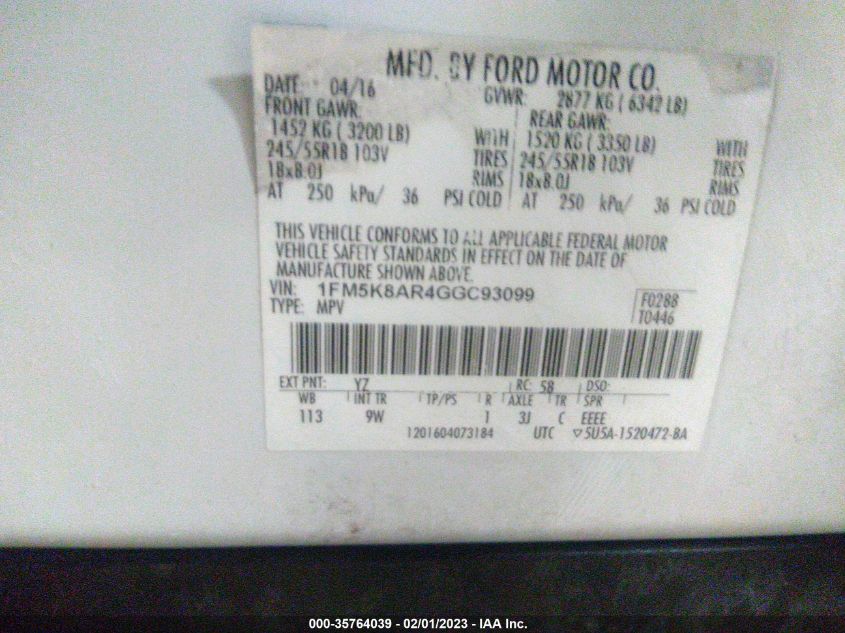 MFD. BY FORD MOTOR CO.
DATE: 04/16 GVWR: 2877 KG ( 6342 LB)
FRONT GAWR: REAR GAWR:
1452 KG ( 3200 LB) WITH 1520 KG ( 3350 LB) WITH
245/55R18 103V TIRES 245/55R18 103V TIRES
18x8.0J RIMS 18x8.0J RIMS
AT 250 kPa/ 36 PSI COLD AT 250 kPa/ 36 PSI COLD
THIS VEHICLE CONFORMS TO ALL APPLICABLE FEDERAL MOTOR
VEHICLE SAFETY STANDARDS IN EFFECT ON THE DATE OF
MANUFACTURE SHOWN ABOVE.
VIN: 1FM5K8AR4GGC93099 F0288
TYPE: MPV T0446
EXT PNT: YZ RC: 58 DSO:
WB INT TR TP/PS R AXLE TR SPR
113 9W 1 3J C EEEE
1201604073184 UTC ▽5U5A-1520472-BA
000-35764039 - 02/01/2023 - IAA Inc.